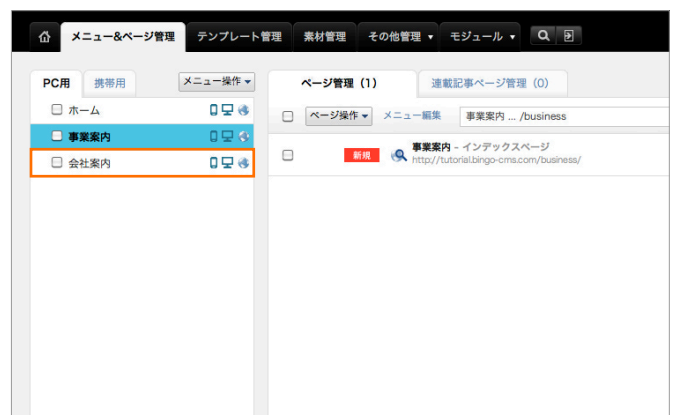 メニュー&ページ管理 テンプレート管理 素材管理 その他管理 ▼ モジュール ▼
PC用 携帯用 メニュー操作 ▼
ホーム
事業案内
会社案内
ページ管理（1） 連載記事ページ管理（0）
ページ操作 ▼ メニュー編集 事業案内 ... /business
新規 事業案内 - インデックスページ
http://tutorial.bingo-cms.com/business/